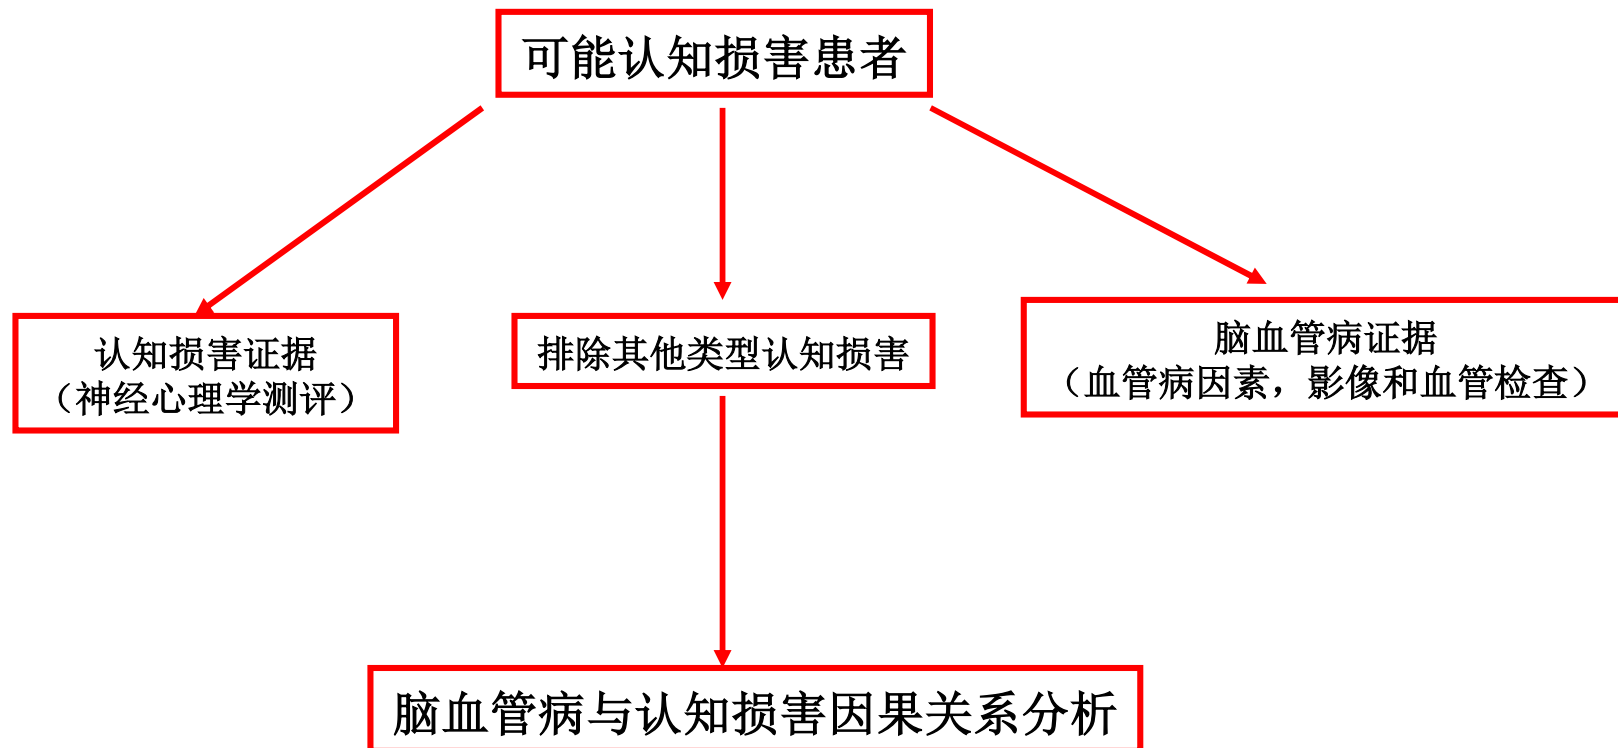 可能认知损害患者
认知损害证据
（神经心理学测评）
排除其他类型认知损害
脑血管病证据
（血管病因素，影像和血管检查）
脑血管病与认知损害因果关系分析